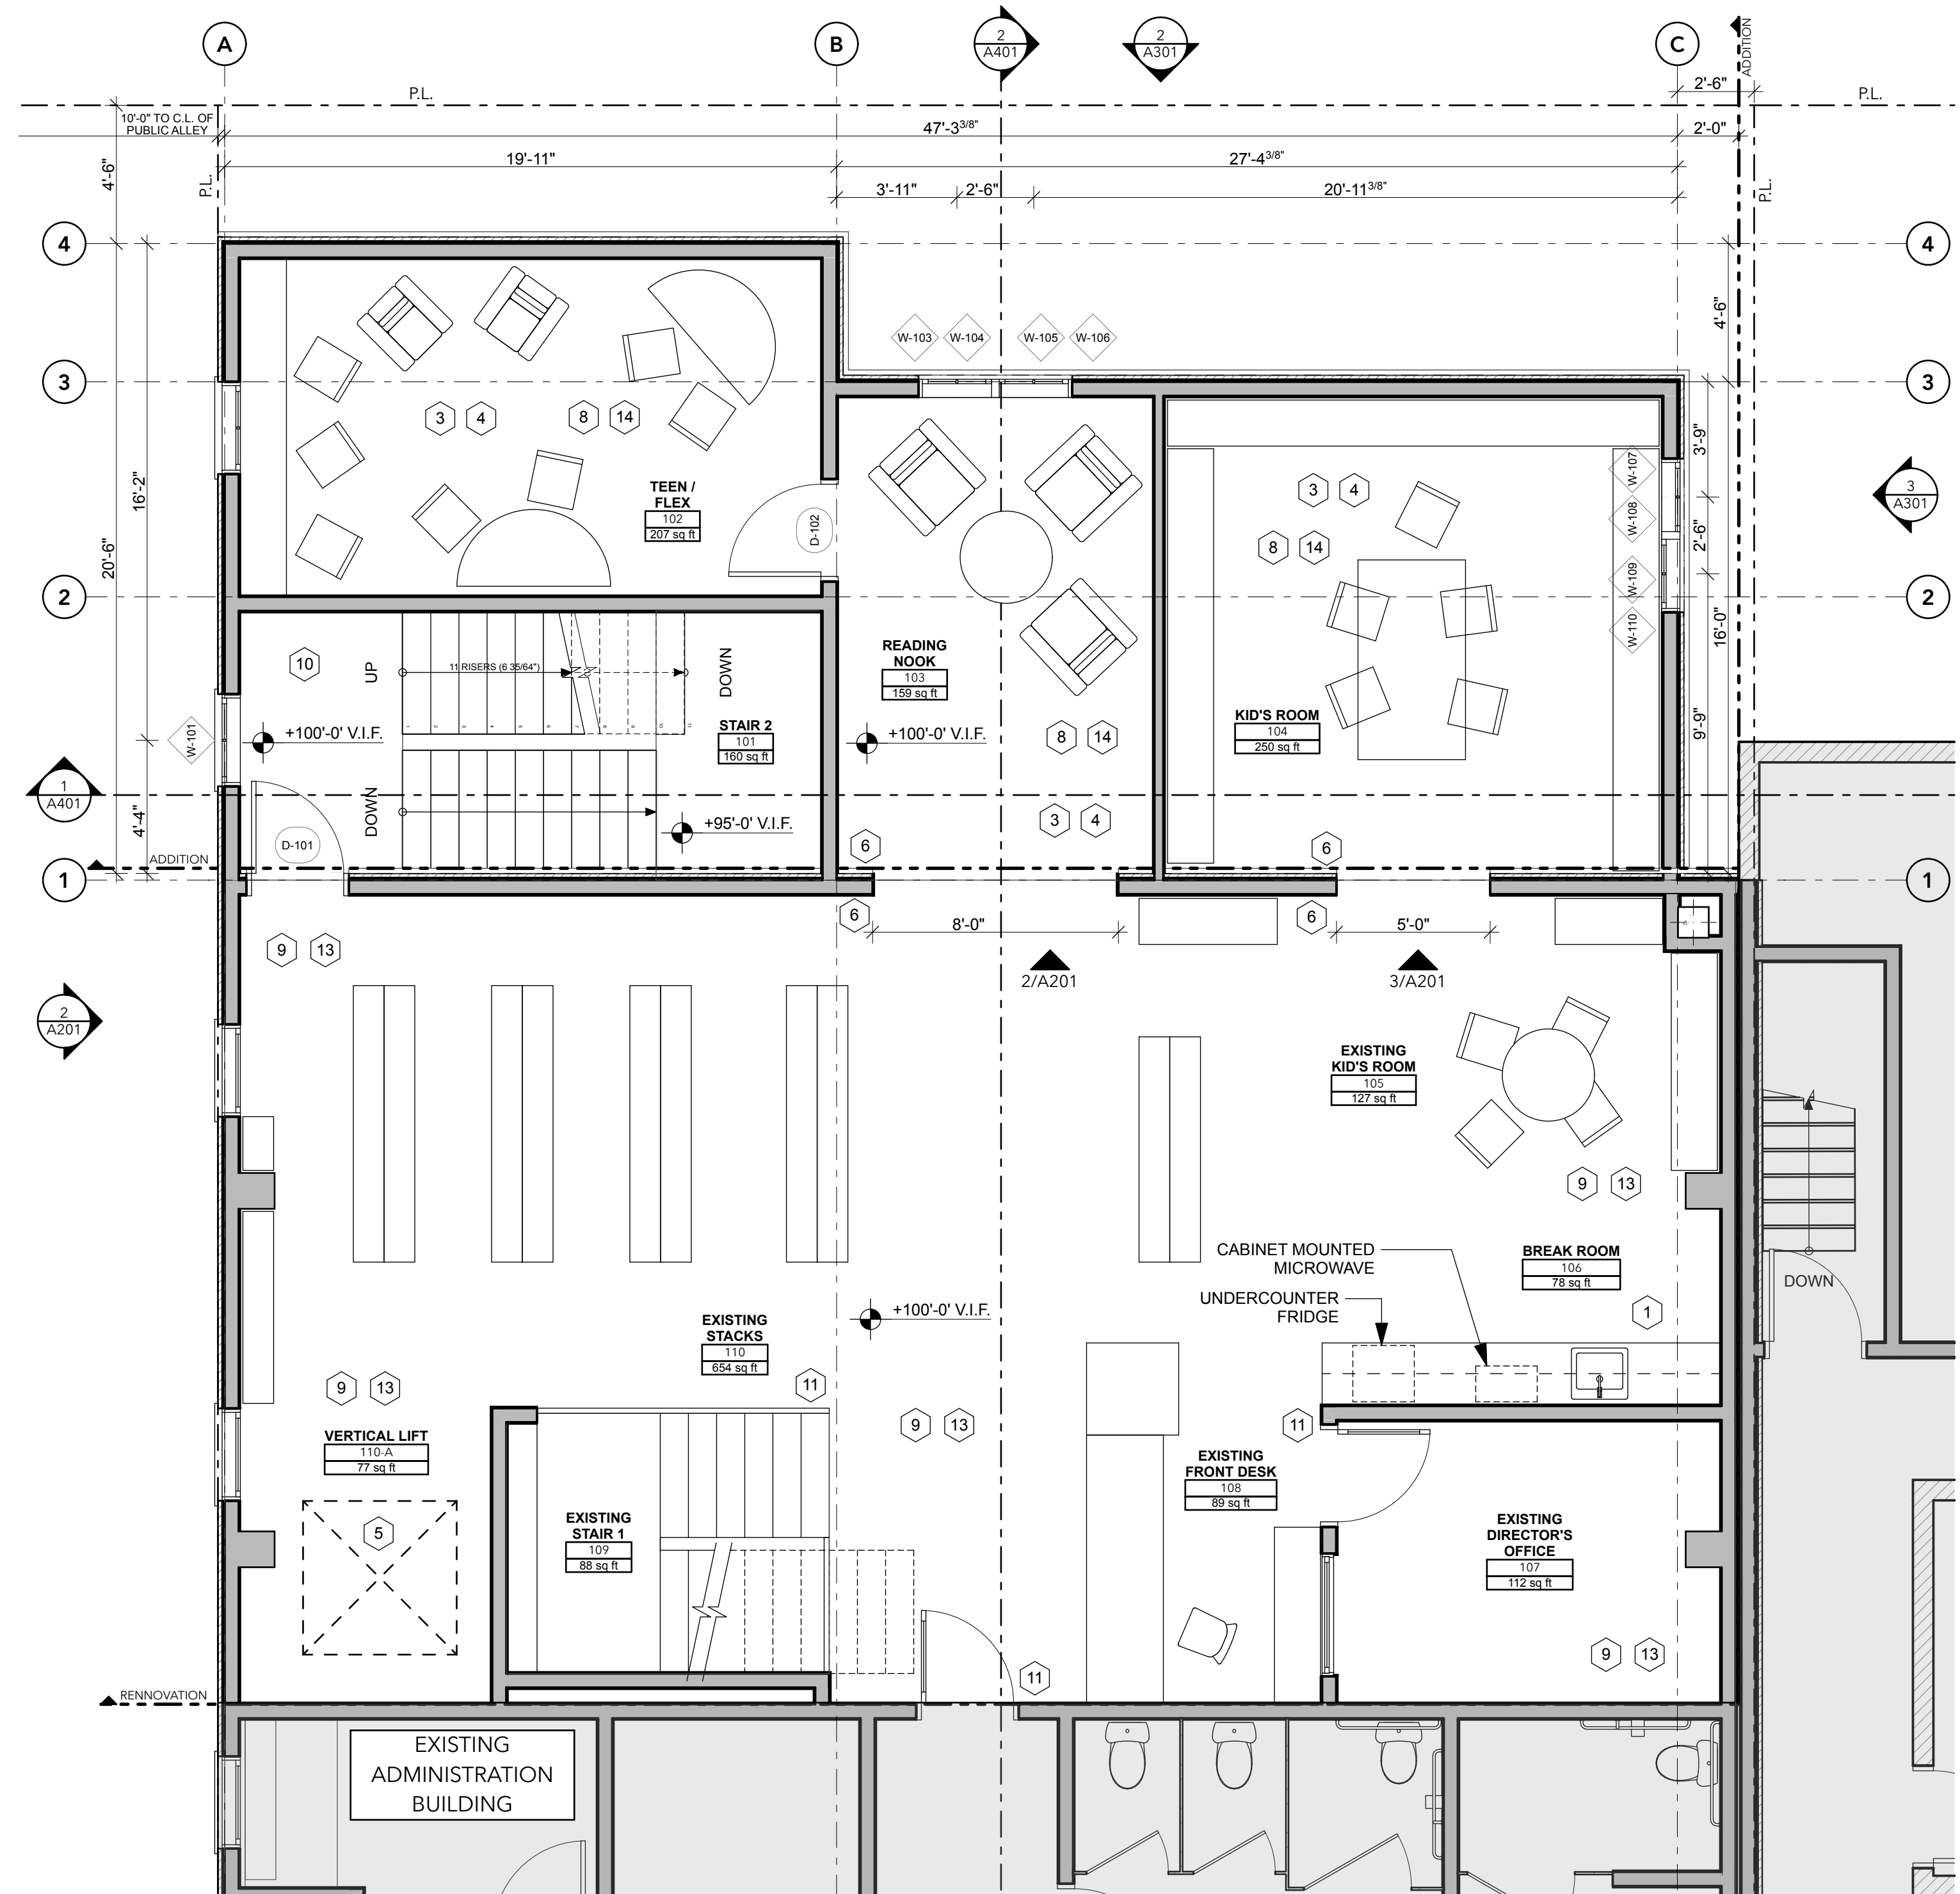 A
B
2
A401
2
A301
C
ADDITION
2'-6"
P.L.
P.L.
10'-0" TO C.L. OF
PUBLIC ALLEY
47'-3 3/8"
2'-0"
19'-11"
27'-4 3/8"
4'-6"
P.L.
P.L.
3'-11"
2'-6"
20'-11 3/8"
4
4
4'-6"
W-103
W-104
W-105
W-106
3
3
3
4
8
14
3'-9"
W-107
3
4
3
A301
16'-2"
TEEN /
FLEX
102
207 sq ft
D-102
W-108
8
14
2'-6"
20'-6"
W-109
2
2
W-110
16'-0"
10
UP
11 RISERS (6 35/64")
DOWN
1
2
3
4
5
6
7
8
9
10
11
READING
NOOK
103
159 sq ft
9'-9"
W-101
+100'-0' V.I.F.
STAIR 2
101
160 sq ft
+100'-0' V.I.F.
8
14
KID'S ROOM
104
250 sq ft
1
A401
4'-4"
DOWN
+95'-0' V.I.F.
3
4
D-101
6
6
ADDITION
1
1
6
8'-0"
6
5'-0"
9
13
2/A201
3/A201
2
A201
EXISTING
KID'S ROOM
105
127 sq ft
9
13
CABINET MOUNTED
MICROWAVE
BREAK ROOM
106
78 sq ft
DOWN
UNDERCOUNTER
FRIDGE
1
+100'-0' V.I.F.
EXISTING
STACKS
110
654 sq ft
9
13
11
9
13
11
VERTICAL LIFT
110-A
77 sq ft
EXISTING
FRONT DESK
108
89 sq ft
5
EXISTING
STAIR 1
109
88 sq ft
EXISTING
DIRECTOR'S
OFFICE
107
112 sq ft
9
13
11
RENNOVATION
EXISTING
ADMINISTRATION
BUILDING